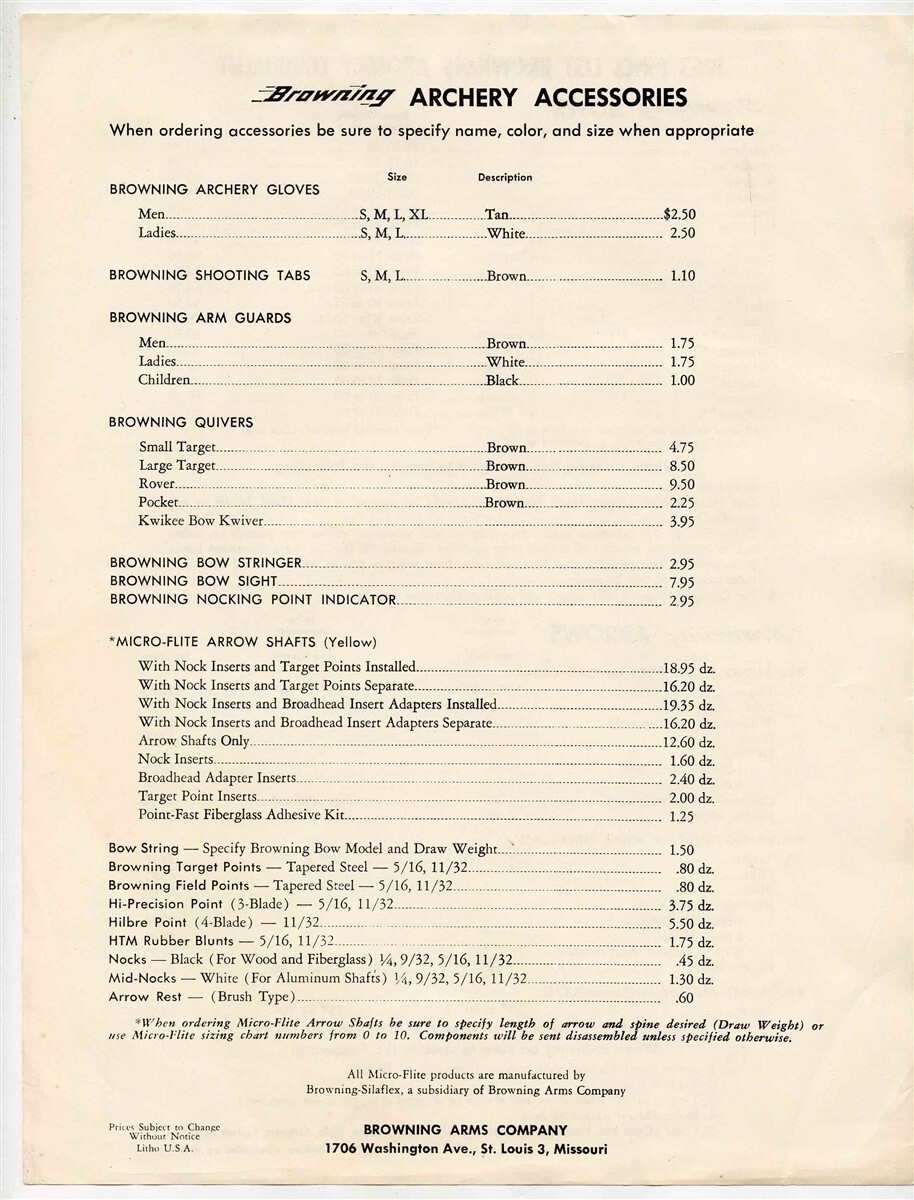 Browning ARCHERY ACCESSORIES
When ordering accessories be sure to specify name, color, and size when appropriate
Size Description
BROWNING ARCHERY GLOVES
Men S, M, L, XL Tan $2.50
Ladies S, M, L White 2.50
BROWNING SHOOTING TABS S, M, L Brown 1.10
BROWNING ARM GUARDS
Men Brown 1.75
Ladies White 1.75
Children Black 1.00
BROWNING QUIVERS
Small Target Brown 4.75
Large Target Brown 8.50
Rover Brown 9.50
Pocket Brown 2.25
Kwikee Bow Kwiver 3.95
BROWNING BOW STRINGER 2.95
BROWNING BOW SIGHT 7.95
BROWNING NOCKING POINT INDICATOR 2.95
*MICRO-FLITE ARROW SHAFTS (Yellow)
With Nock Inserts and Target Points Installed 18.95 dz.
With Nock Inserts and Target Points Separate 16.20 dz.
With Nock Inserts and Broadhead Insert Adapters Installed 19.35 dz.
With Nock Inserts and Broadhead Insert Adapters Separate 16.20 dz.
Arrow Shafts Only 12.60 dz.
Nock Inserts 1.60 dz.
Broadhead Adapter Inserts 2.40 dz.
Target Point Inserts 2.00 dz.
Point-Fast Fiberglass Adhesive Kit 1.25
Bow String — Specify Browning Bow Model and Draw Weight 1.50
Browning Target Points — Tapered Steel — 5/16, 11/32 .80 dz.
Browning Field Points — Tapered Steel — 5/16, 11/32 .80 dz.
Hi-Precision Point (3-Blade) — 5/16, 11/32 3.75 dz.
Hilbre Point (4-Blade) — 11/32 5.50 dz.
HTM Rubber Blunts — 5/16, 11/32 1.75 dz.
Nocks — Black (For Wood and Fiberglass) ¼, 9/32, 5/16, 11/32 .45 dz.
Mid-Nocks — White (For Aluminum Shafts) ¼, 9/32, 5/16, 11/32 1.30 dz.
Arrow Rest — (Brush Type) .60
*When ordering Micro-Flite Arrow Shafts be sure to specify length of arrow and spine desired (Draw Weight) or
use Micro-Flite sizing chart numbers from 0 to 10. Components will be sent disassembled unless specified otherwise.
All Micro-Flite products are manufactured by
Browning-Silaflex, a subsidiary of Browning Arms Company
Prices Subject to Change
Without Notice
Litho U.S.A.
BROWNING ARMS COMPANY
1706 Washington Ave., St. Louis 3, Missouri